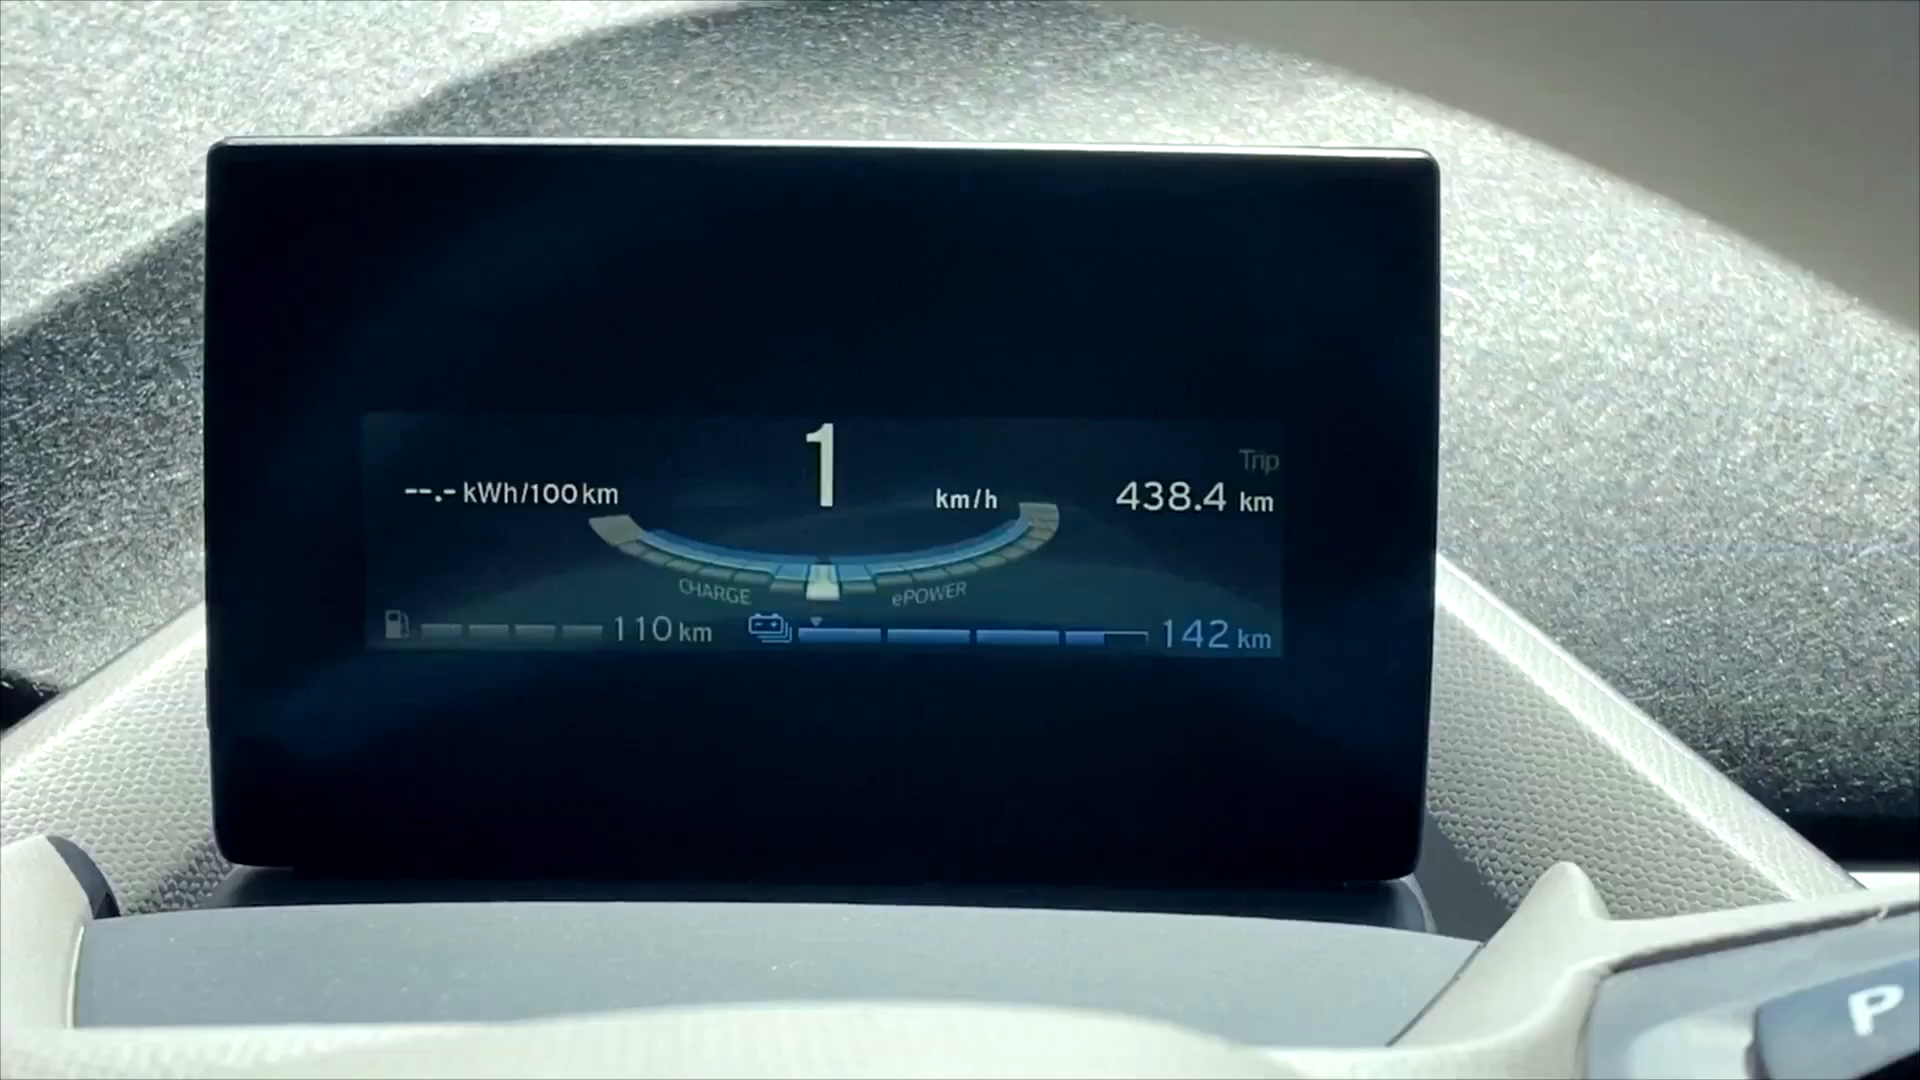 1
Trip
--.- kWh/100 km
km/h
438.4 km
CHARGE
ePOWER
110 km
142 km
P